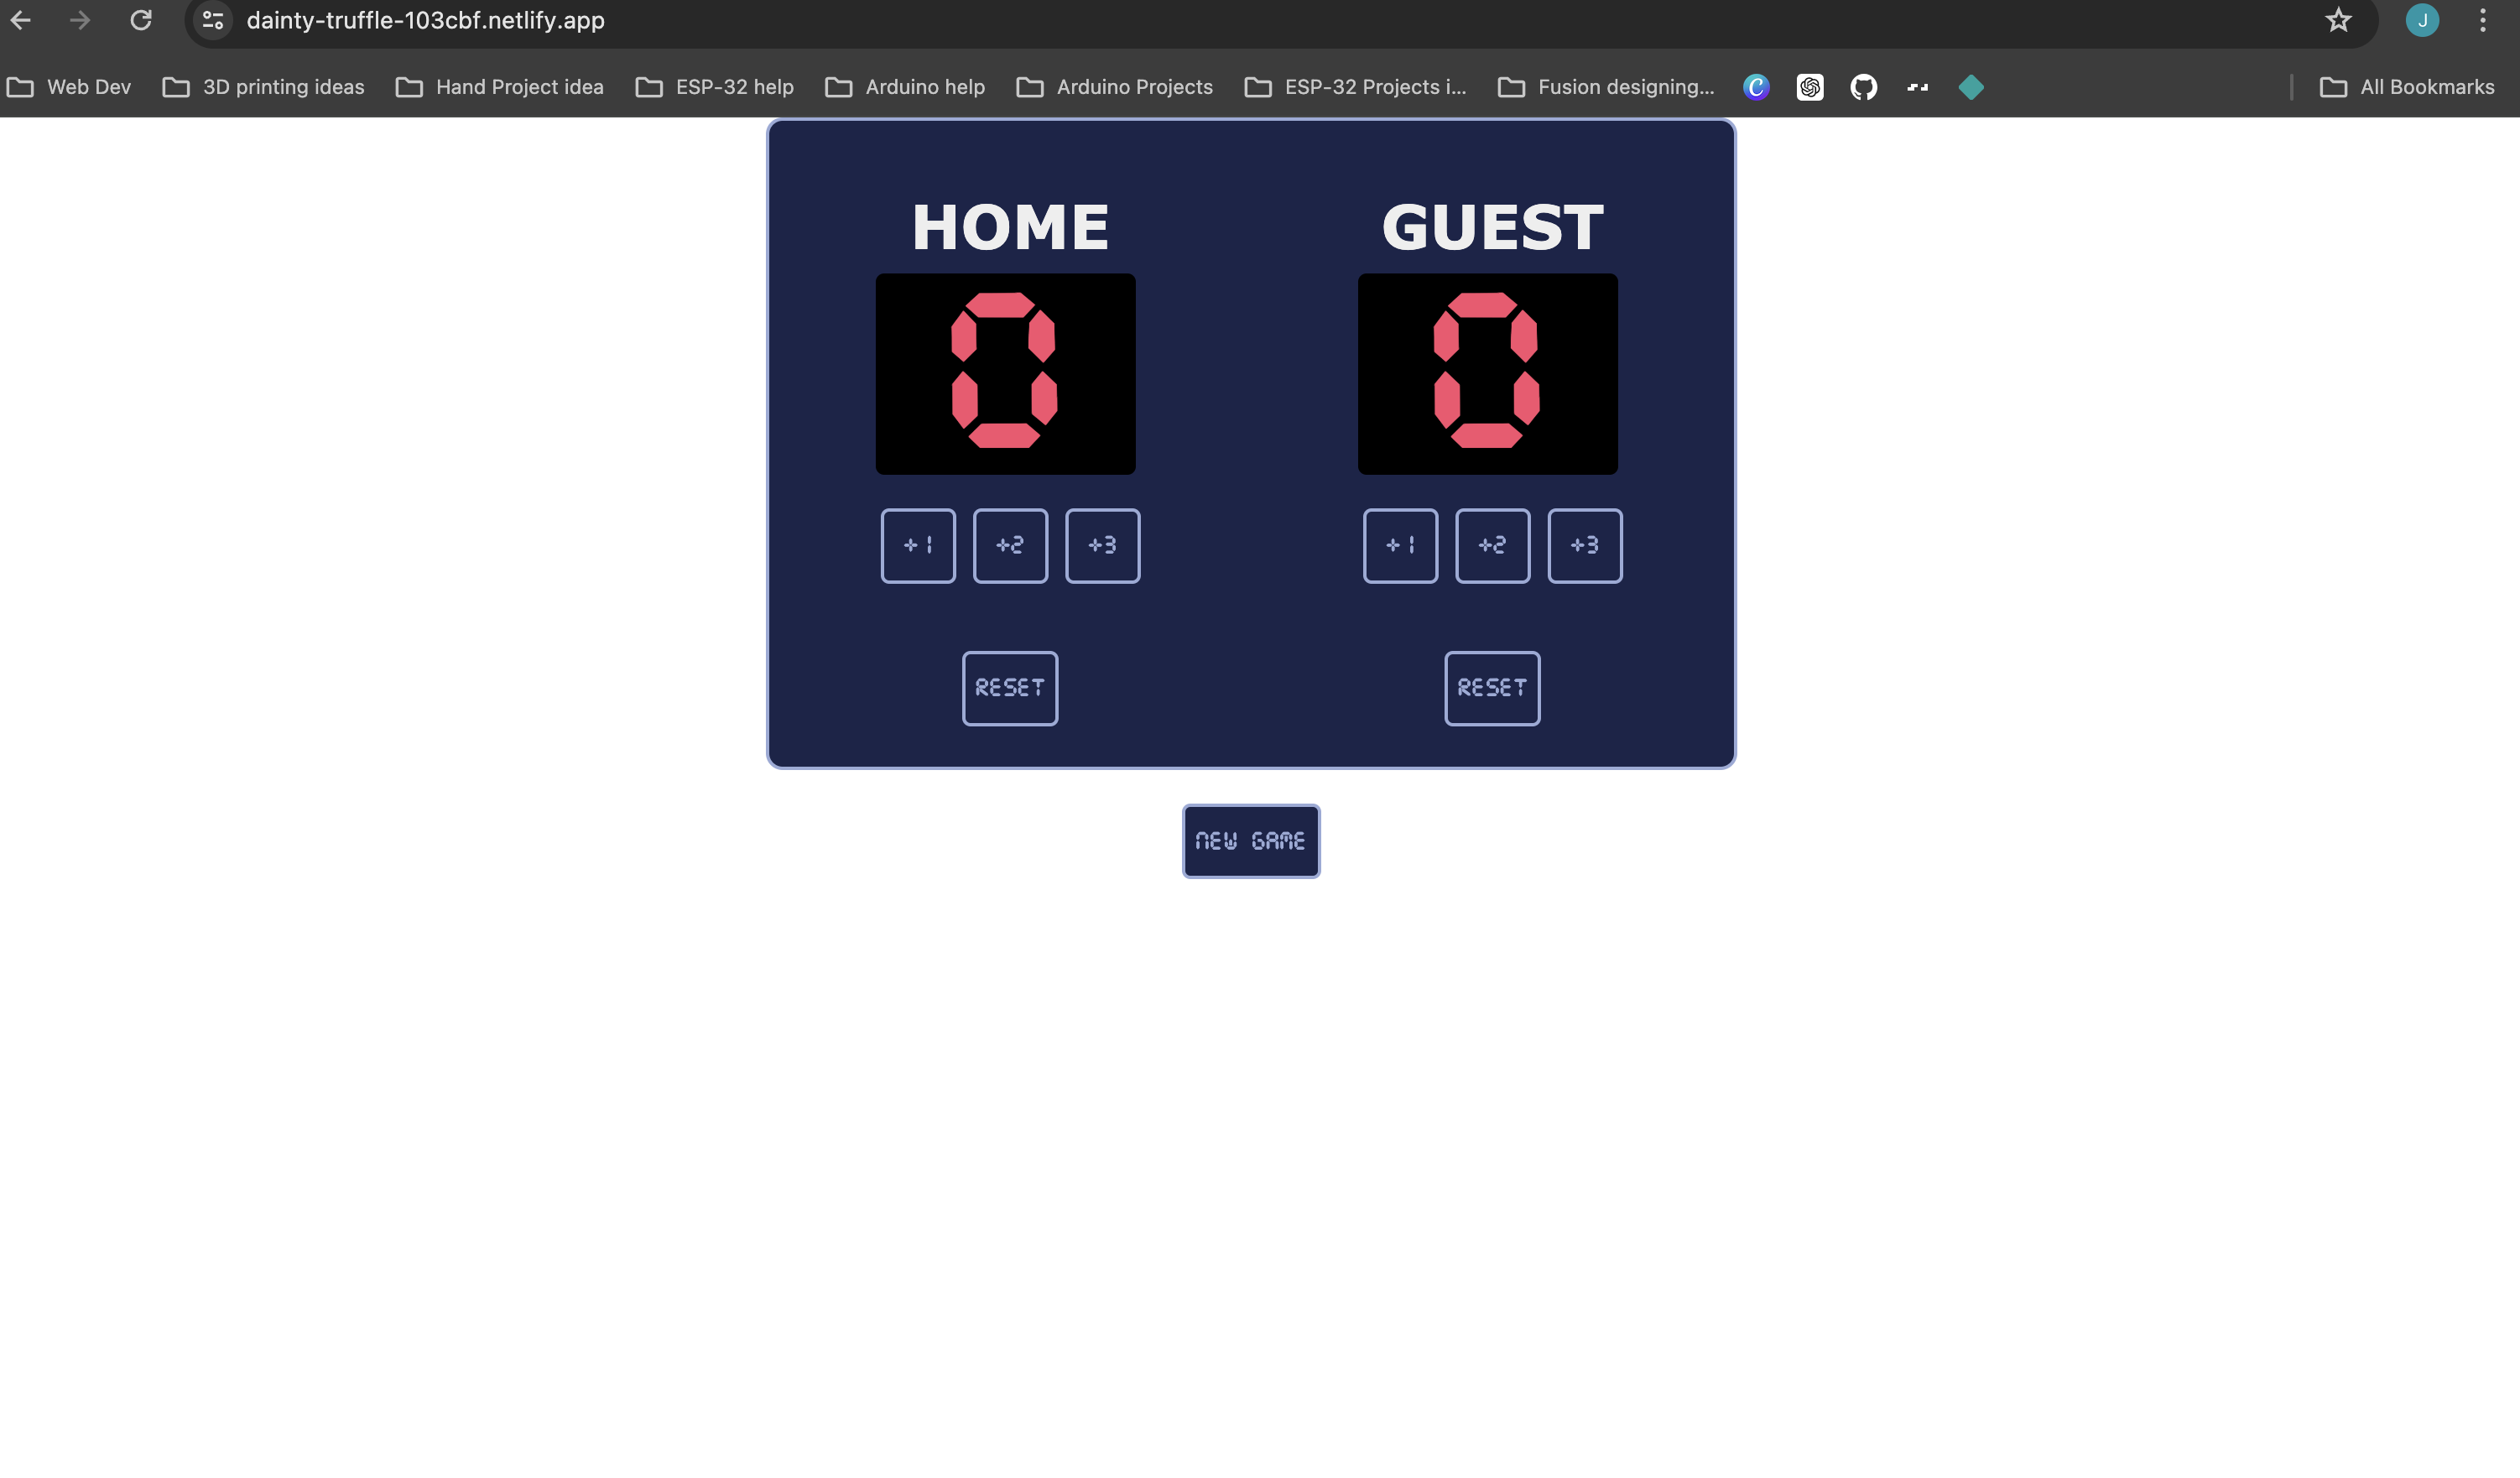 dainty-truffle-103cbf.netlify.app
J
Web Dev 3D printing ideas Hand Project idea ESP-32 help Arduino help Arduino Projects ESP-32 Projects i... Fusion designing... C All Bookmarks
HOME GUEST
0 0
+1 +2 +3 +1 +2 +3
RESET RESET
NEW GAME